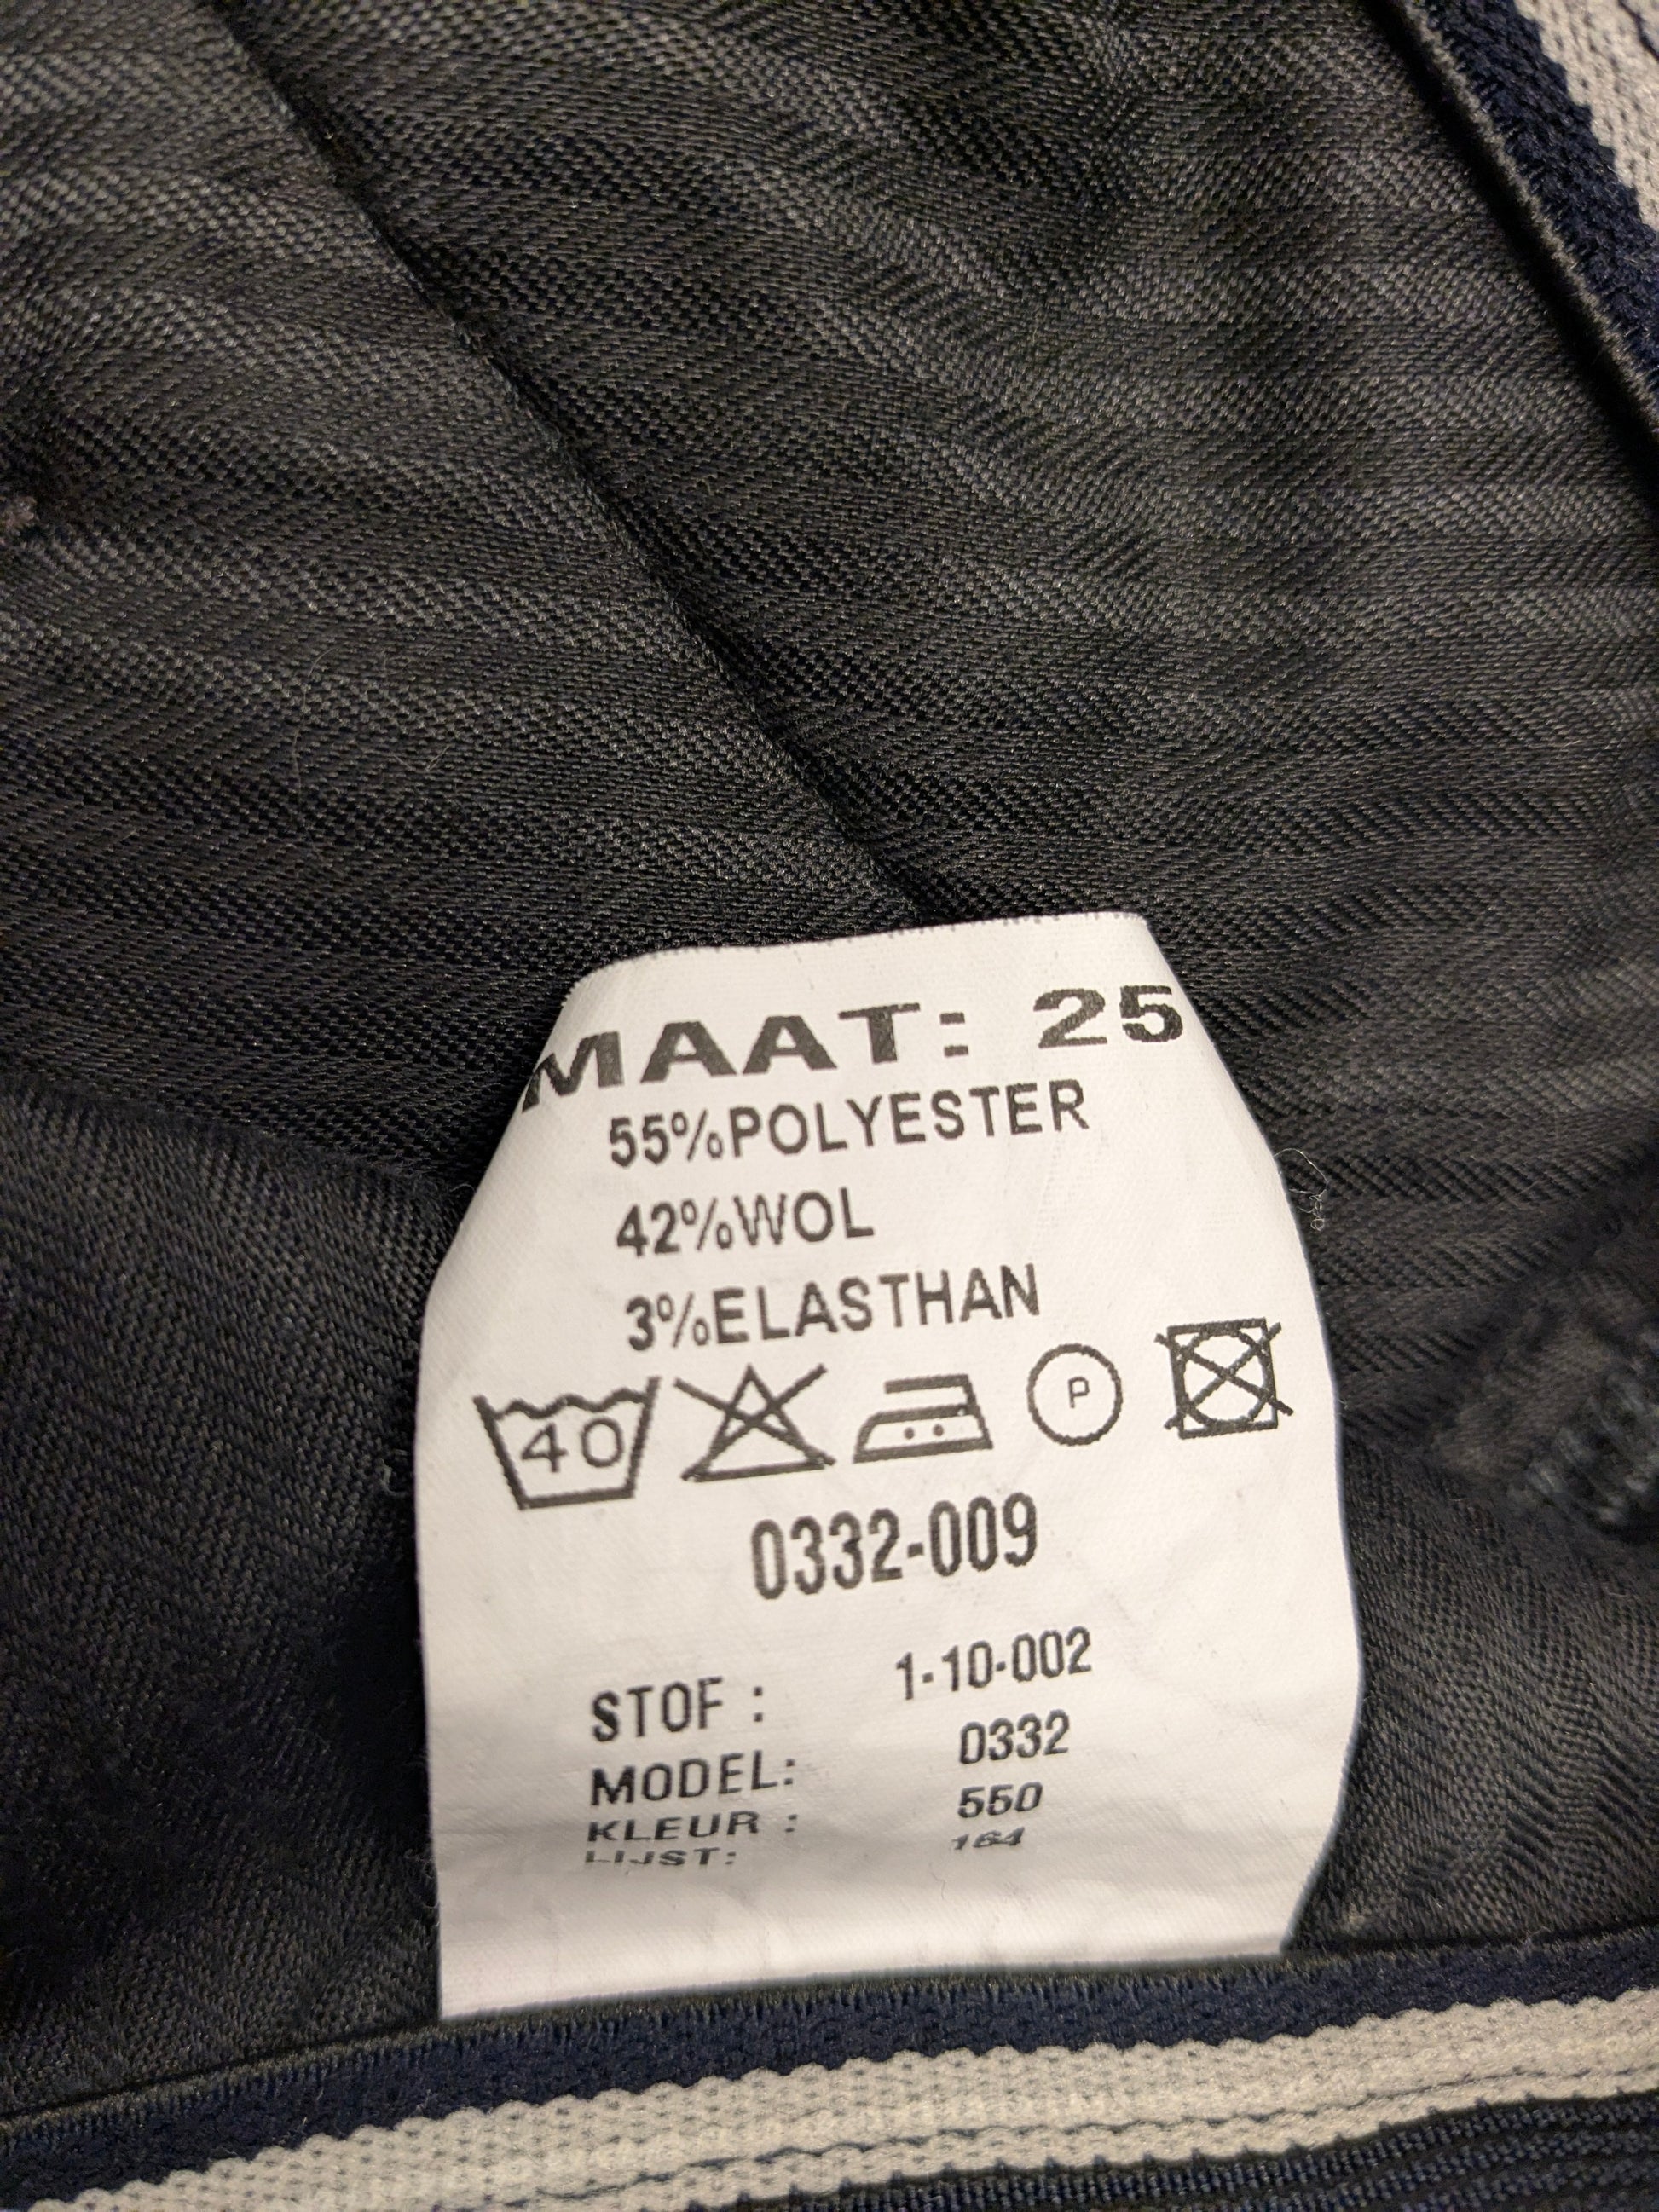 MAAT: 25
55%POLYESTER
42%WOL
3%ELASTHAN
40 P
0332-009
STOF : 1-10-002
MODEL: 0332
KLEUR : 550
LIJST: 164